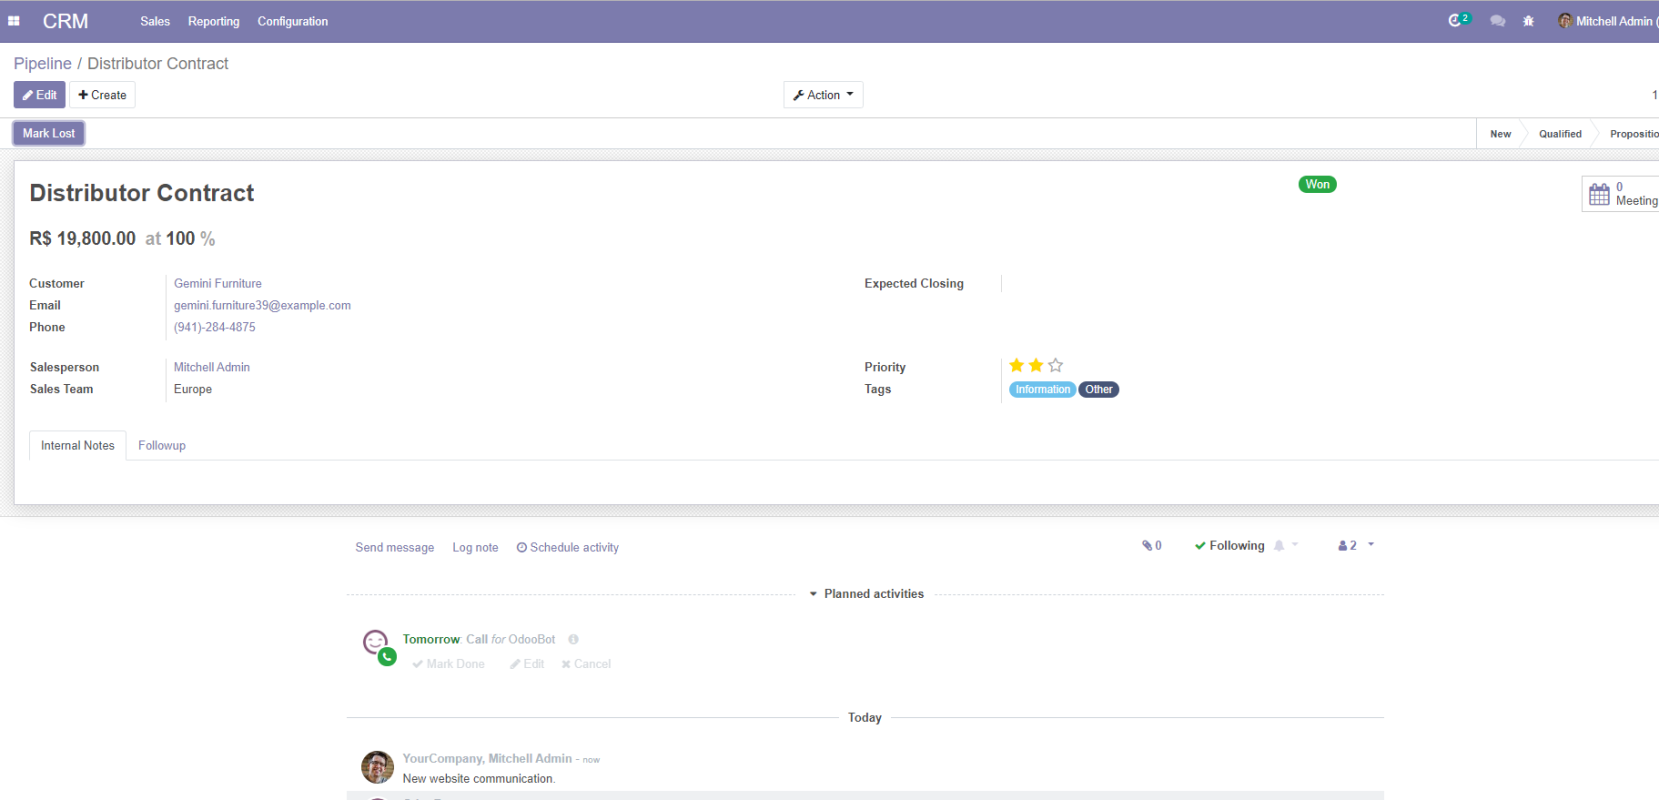 CRM Sales Reporting Configuration 2 Mitchell Admin (
Pipeline / Distributor Contract
Edit Create Action 1
Mark Lost New Qualified Propositio
Distributor Contract Won
0
Meeting
R$ 19,800.00 at 100 %
Customer Gemini Furniture Expected Closing
Email gemini.furniture39@example.com
Phone (941)-284-4875
Salesperson Mitchell Admin Priority
Sales Team Europe Tags Information Other
Internal Notes Followup
Send message Log note Schedule activity 0 Following 2
Planned activities
Tomorrow: Call for OdooBot
Mark Done Edit Cancel
Today
YourCompany, Mitchell Admin - now
New website communication.